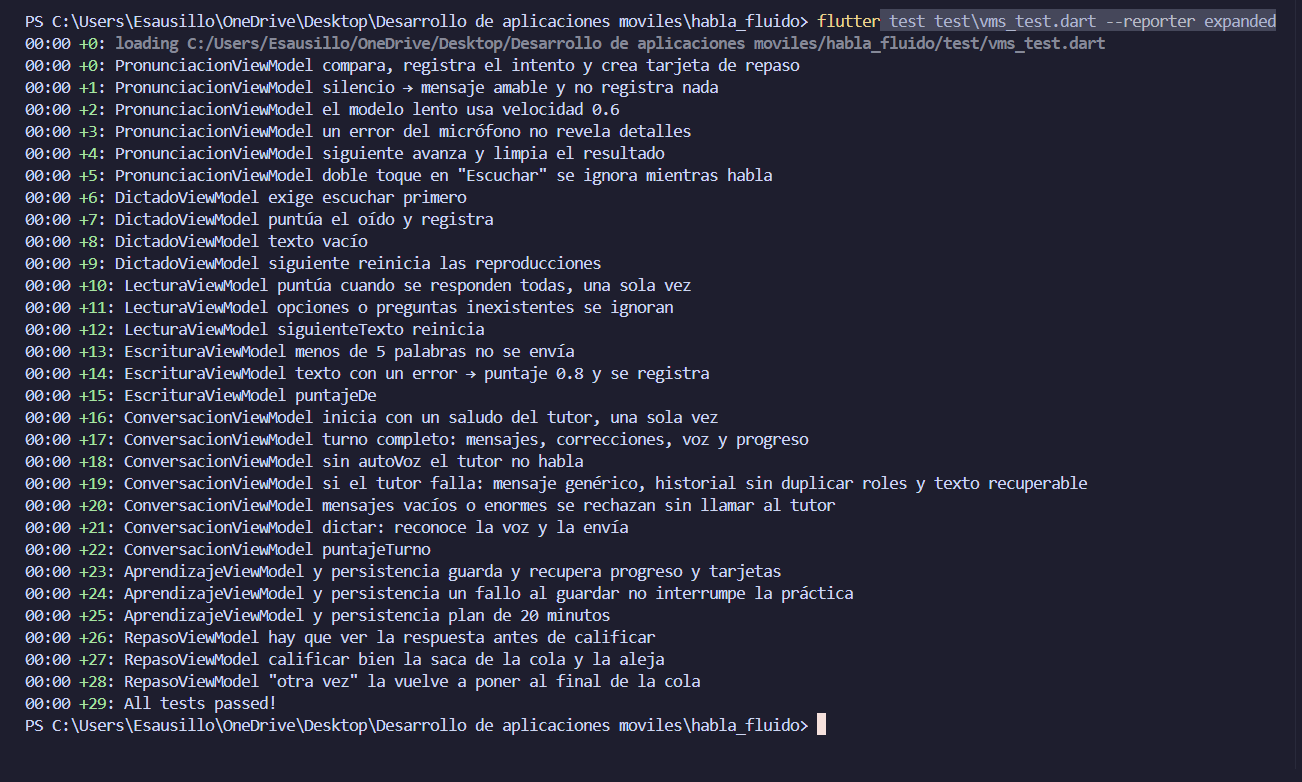 PS C:\Users\Esausillo\OneDrive\Desktop\Desarrollo de aplicaciones moviles\habla_fluido> flutter test test\vms_test.dart --reporter expanded
00:00 +0: loading C:/Users/Esausillo/OneDrive/Desktop/Desarrollo de aplicaciones moviles/habla_fluido/test/vms_test.dart
00:00 +0: PronunciacionViewModel compara, registra el intento y crea tarjeta de repaso
00:00 +1: PronunciacionViewModel silencio → mensaje amable y no registra nada
00:00 +2: PronunciacionViewModel el modelo lento usa velocidad 0.6
00:00 +3: PronunciacionViewModel un error del micrófono no revela detalles
00:00 +4: PronunciacionViewModel siguiente avanza y limpia el resultado
00:00 +5: PronunciacionViewModel doble toque en "Escuchar" se ignora mientras habla
00:00 +6: DictadoViewModel exige escuchar primero
00:00 +7: DictadoViewModel puntúa el oído y registra
00:00 +8: DictadoViewModel texto vacío
00:00 +9: DictadoViewModel siguiente reinicia las reproducciones
00:00 +10: LecturaViewModel puntúa cuando se responden todas, una sola vez
00:00 +11: LecturaViewModel opciones o preguntas inexistentes se ignoran
00:00 +12: LecturaViewModel siguienteTexto reinicia
00:00 +13: EscrituraViewModel menos de 5 palabras no se envía
00:00 +14: EscrituraViewModel texto con un error → puntaje 0.8 y se registra
00:00 +15: EscrituraViewModel puntajeDe
00:00 +16: ConversacionViewModel inicia con un saludo del tutor, una sola vez
00:00 +17: ConversacionViewModel turno completo: mensajes, correcciones, voz y progreso
00:00 +18: ConversacionViewModel sin autoVoz el tutor no habla
00:00 +19: ConversacionViewModel si el tutor falla: mensaje genérico, historial sin duplicar roles y texto recuperable
00:00 +20: ConversacionViewModel mensajes vacíos o enormes se rechazan sin llamar al tutor
00:00 +21: ConversacionViewModel dictar: reconoce la voz y la envía
00:00 +22: ConversacionViewModel puntajeTurno
00:00 +23: AprendizajeViewModel y persistencia guarda y recupera progreso y tarjetas
00:00 +24: AprendizajeViewModel y persistencia un fallo al guardar no interrumpe la práctica
00:00 +25: AprendizajeViewModel y persistencia plan de 20 minutos
00:00 +26: RepasoViewModel hay que ver la respuesta antes de calificar
00:00 +27: RepasoViewModel calificar bien la saca de la cola y la aleja
00:00 +28: RepasoViewModel "otra vez" la vuelve a poner al final de la cola
00:00 +29: All tests passed!
PS C:\Users\Esausillo\OneDrive\Desktop\Desarrollo de aplicaciones moviles\habla_fluido>